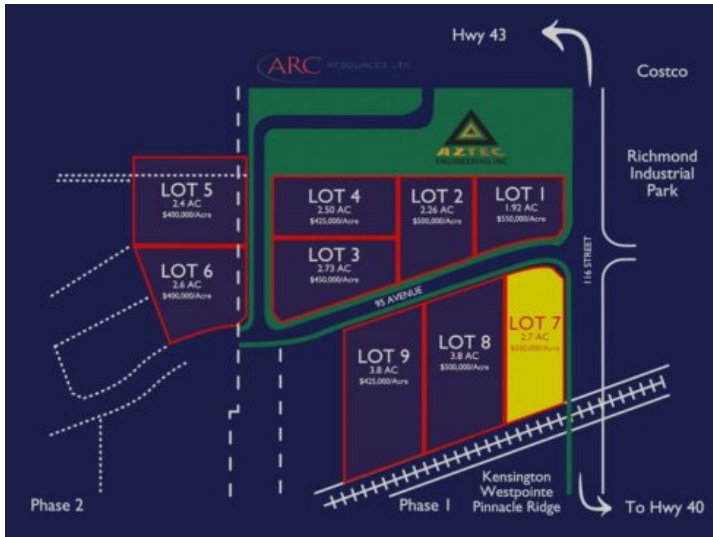 Hwy 43
ARC RESOURCES LTD
Costco
AZTEC
ENGINEERING INC
Richmond
Industrial
Park
LOT 5
2.4 AC
$400,000/Acre
LOT 4
2.50 AC
$425,000/Acre
LOT 2
2.26 AC
$500,000/Acre
LOT 1
1.92 AC
$550,000/Acre
LOT 6
2.6 AC
$400,000/Acre
LOT 3
2.73 AC
$450,000/Acre
95 AVENUE
116 STREET
LOT 7
2.7 AC
$550,000/Acre
LOT 8
3.8 AC
$500,000/Acre
LOT 9
3.8 AC
$425,000/Acre
Phase 2
Phase 1
Kensington
Westpointe
Pinnacle Ridge
To Hwy 40